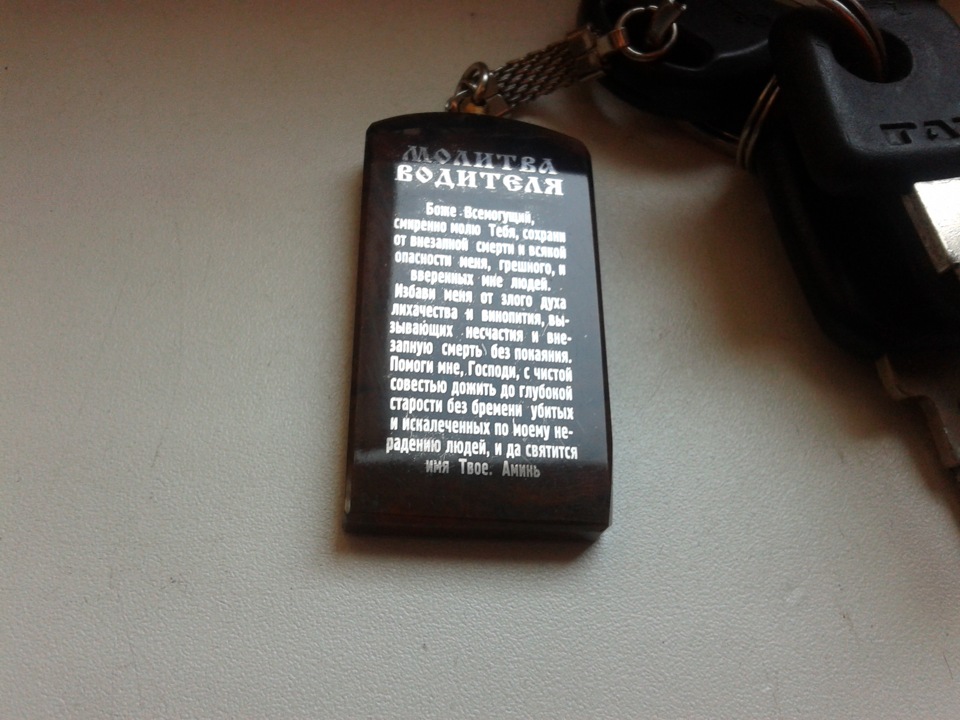 МОЛИТВА
ВОДИТЕЛЯ
Боже Всемогущий,
смиренно молю Тебя, сохрани
от внезапной смерти и всякой
опасности меня, грешного, и
вверенных мне людей.
Избави меня от злого духа
лихачества и винопития, вы-
зывающих несчастия и вне-
запную смерть без покаяния.
Помоги мне, Господи, с чистой
совестью дожить до глубокой
старости без бремени убитых
и искалеченных по моему не-
радению людей, и да святится
имя Твое. Аминь